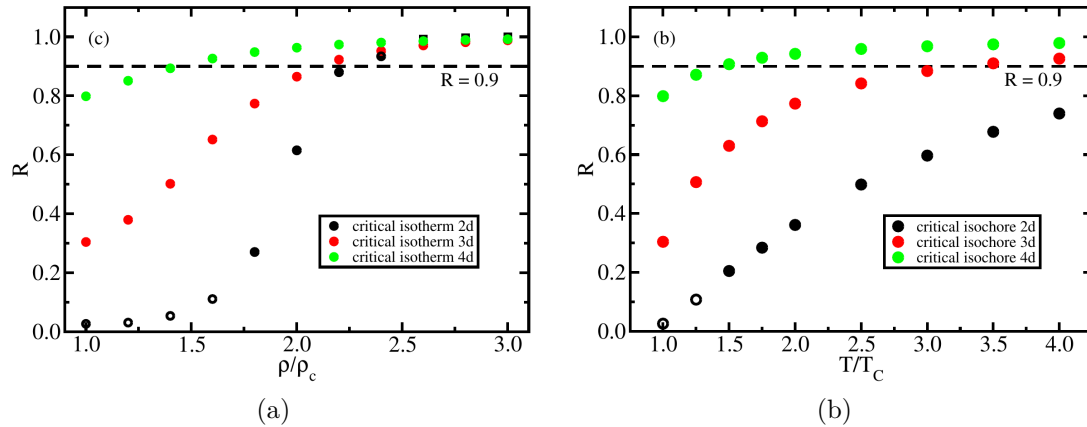 (c)
R = 0.9
R
1.0
0.8
0.6
0.4
0.2
0.0
critical isotherm 2d
critical isotherm 3d
critical isotherm 4d
1.0 1.5 2.0 2.5 3.0
ρ/ρc
(a)
(b)
R = 0.9
R
1.0
0.8
0.6
0.4
0.2
0.0
critical isochore 2d
critical isochore 3d
critical isochore 4d
1.0 1.5 2.0 2.5 3.0 3.5 4.0
T/TC
(b)